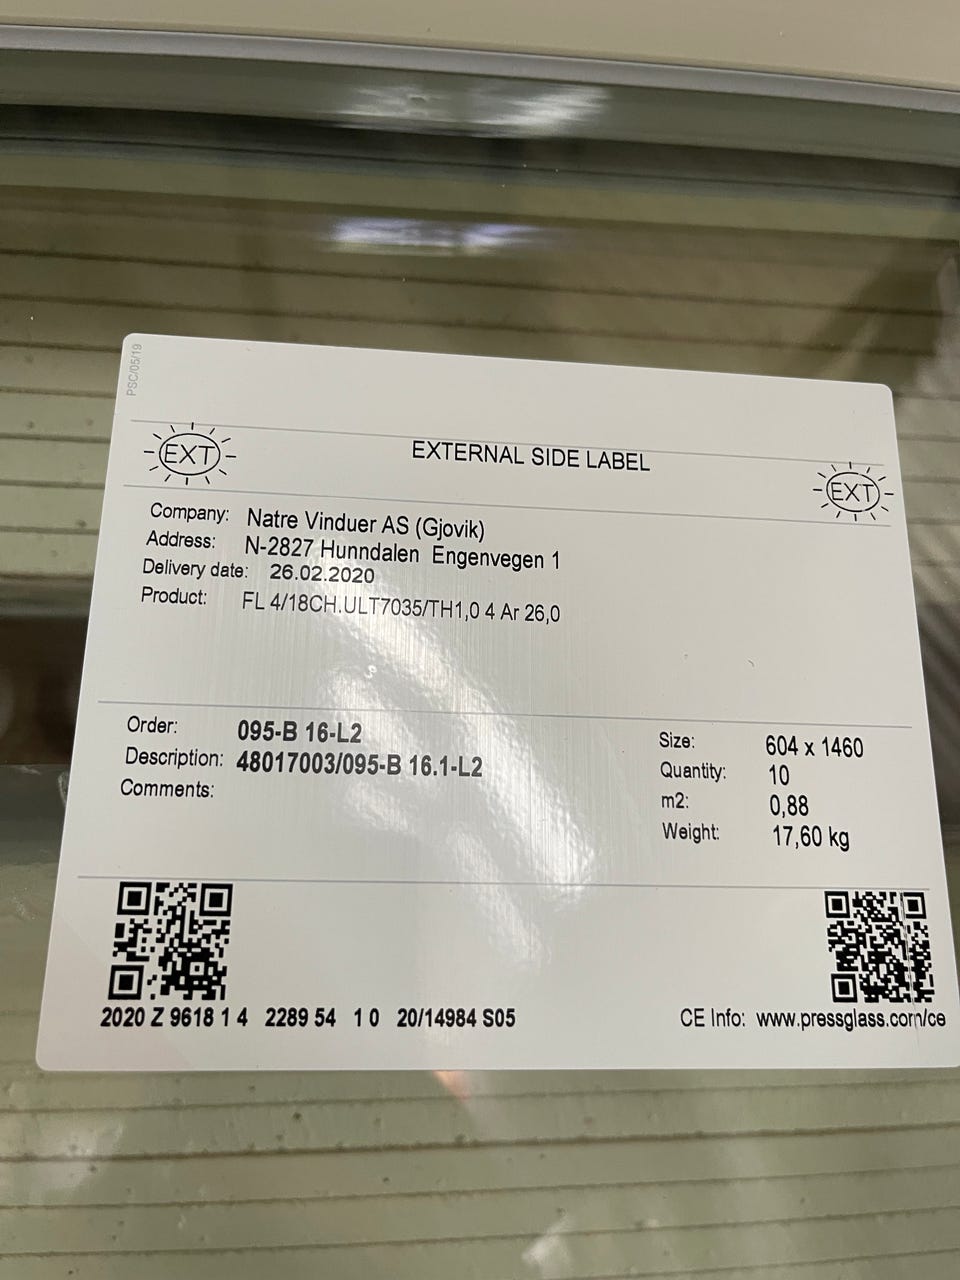 PSC/05/19
EXT
EXTERNAL SIDE LABEL
EXT
Company: Natre Vinduer AS (Gjovik)
Address: N-2827 Hunndalen Engenvegen 1
Delivery date: 26.02.2020
Product: FL 4/18CH.ULT7035/TH1,0 4 Ar 26,0
Order: 095-B 16-L2
Description: 48017003/095-B 16.1-L2
Comments:
Size: 604 x 1460
Quantity: 10
m2: 0,88
Weight: 17,60 kg
2020 Z 9618 1 4 2289 54 1 0 20/14984 S05
CE Info: www.pressglass.com/ce